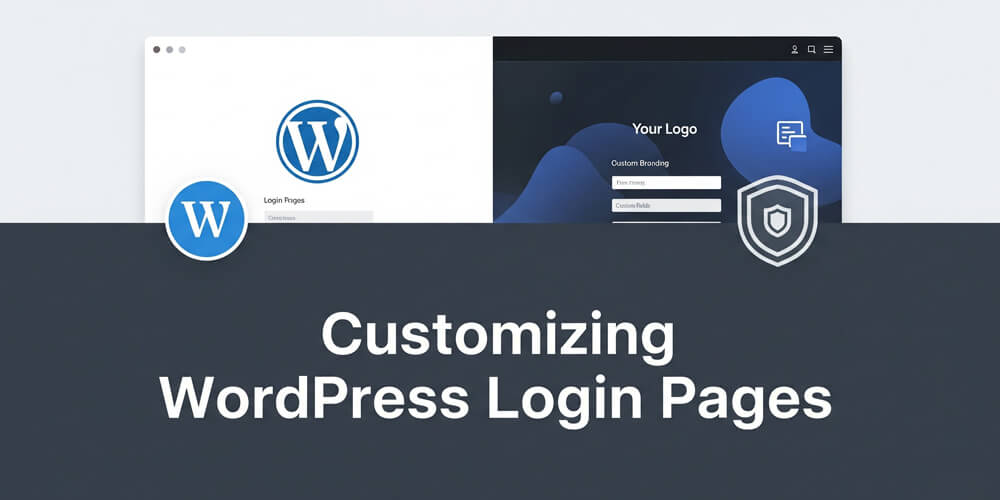 Your Logo
Custom Branding
Login Pages
Custom Fields
Customizing
WordPress Login Pages